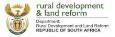 rural development
& land reform
Department:
Rural Development and Land Reform
REPUBLIC OF SOUTH AFRICA